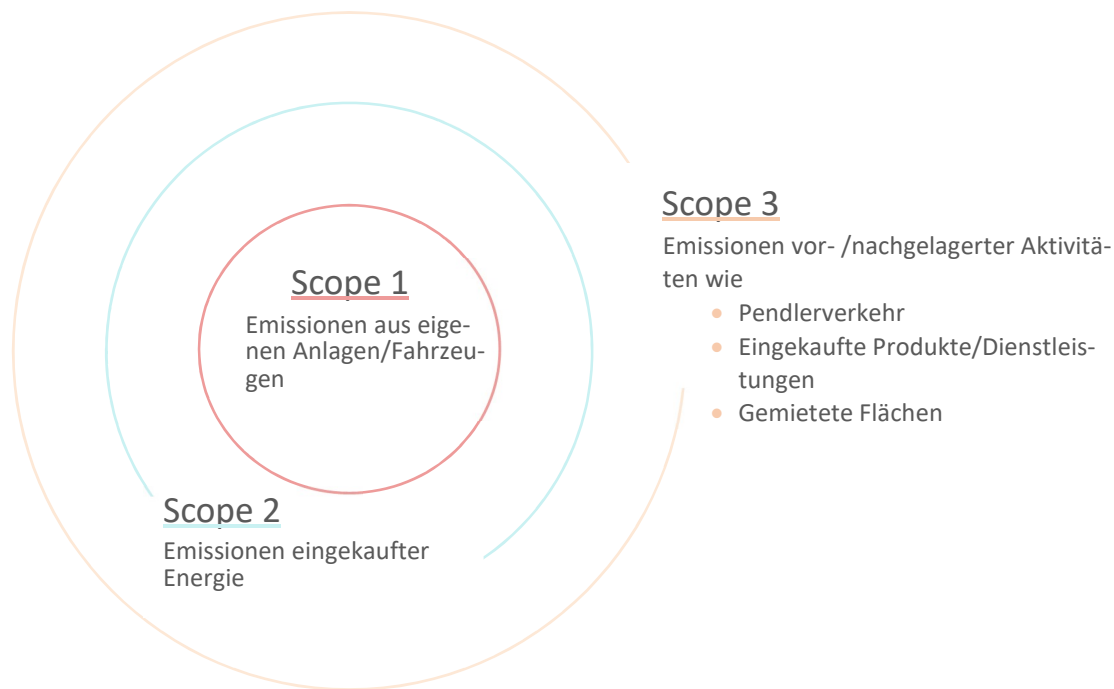 Scope 1
Emissionen aus eige-
nen Anlagen/Fahrzeu-
gen
Scope 2
Emissionen eingekaufter
Energie
Scope 3
Emissionen vor- /nachgelagerter Aktivitä-
ten wie
• Pendlerverkehr
• Eingekaufte Produkte/Dienstleis-
tungen
• Gemietete Flächen